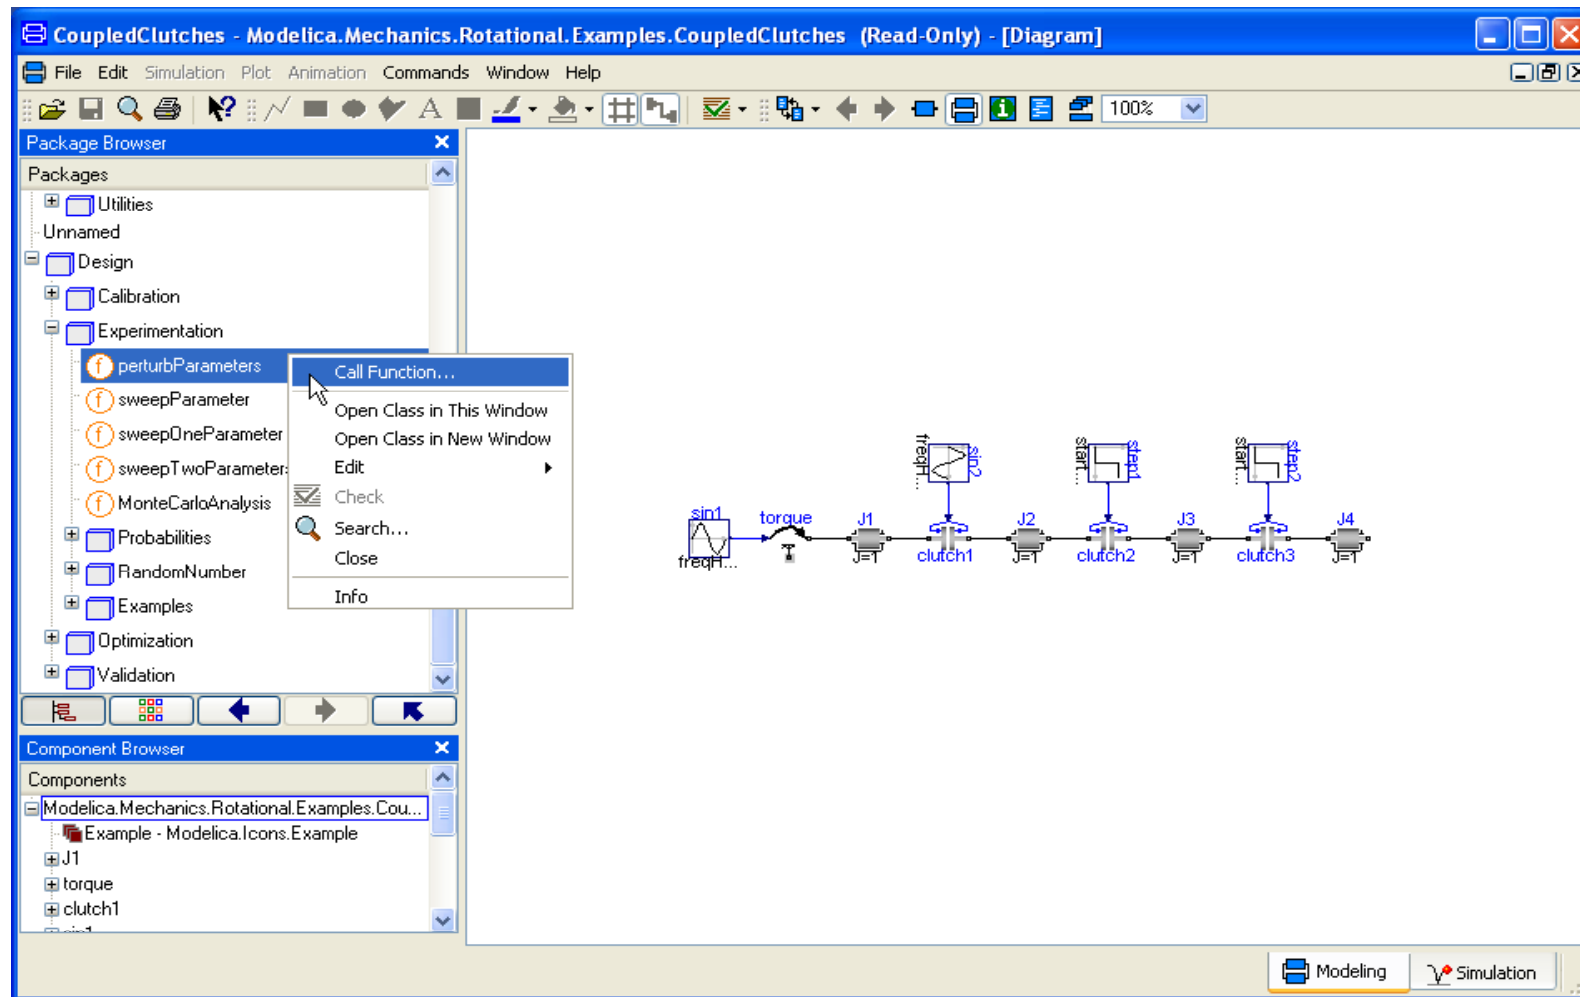 CoupledClutches - Modelica.Mechanics.Rotational.Examples.CoupledClutches (Read-Only) - [Diagram]
File Edit Simulation Plot Animation Commands Window Help
100%
Package Browser
Packages
Utilities
Unnamed
Design
Calibration
Experimentation
perturbParameters
sweepParameter
sweepOneParameter
sweepTwoParameter
MonteCarloAnalysis
Probabilities
RandomNumber
Examples
Optimization
Validation
Call Function...
Open Class in This Window
Open Class in New Window
Edit
Check
Search...
Close
Info
Component Browser
Components
Modelica.Mechanics.Rotational.Examples.Cou...
Example - Modelica.Icons.Example
J1
torque
clutch1
freqH...
sin2
start...
step1
start...
step2
sin1
torque
J1
J2
J3
J4
freqH...
J=1
clutch1
J=1
clutch2
J=1
clutch3
J=1
Modeling
Simulation